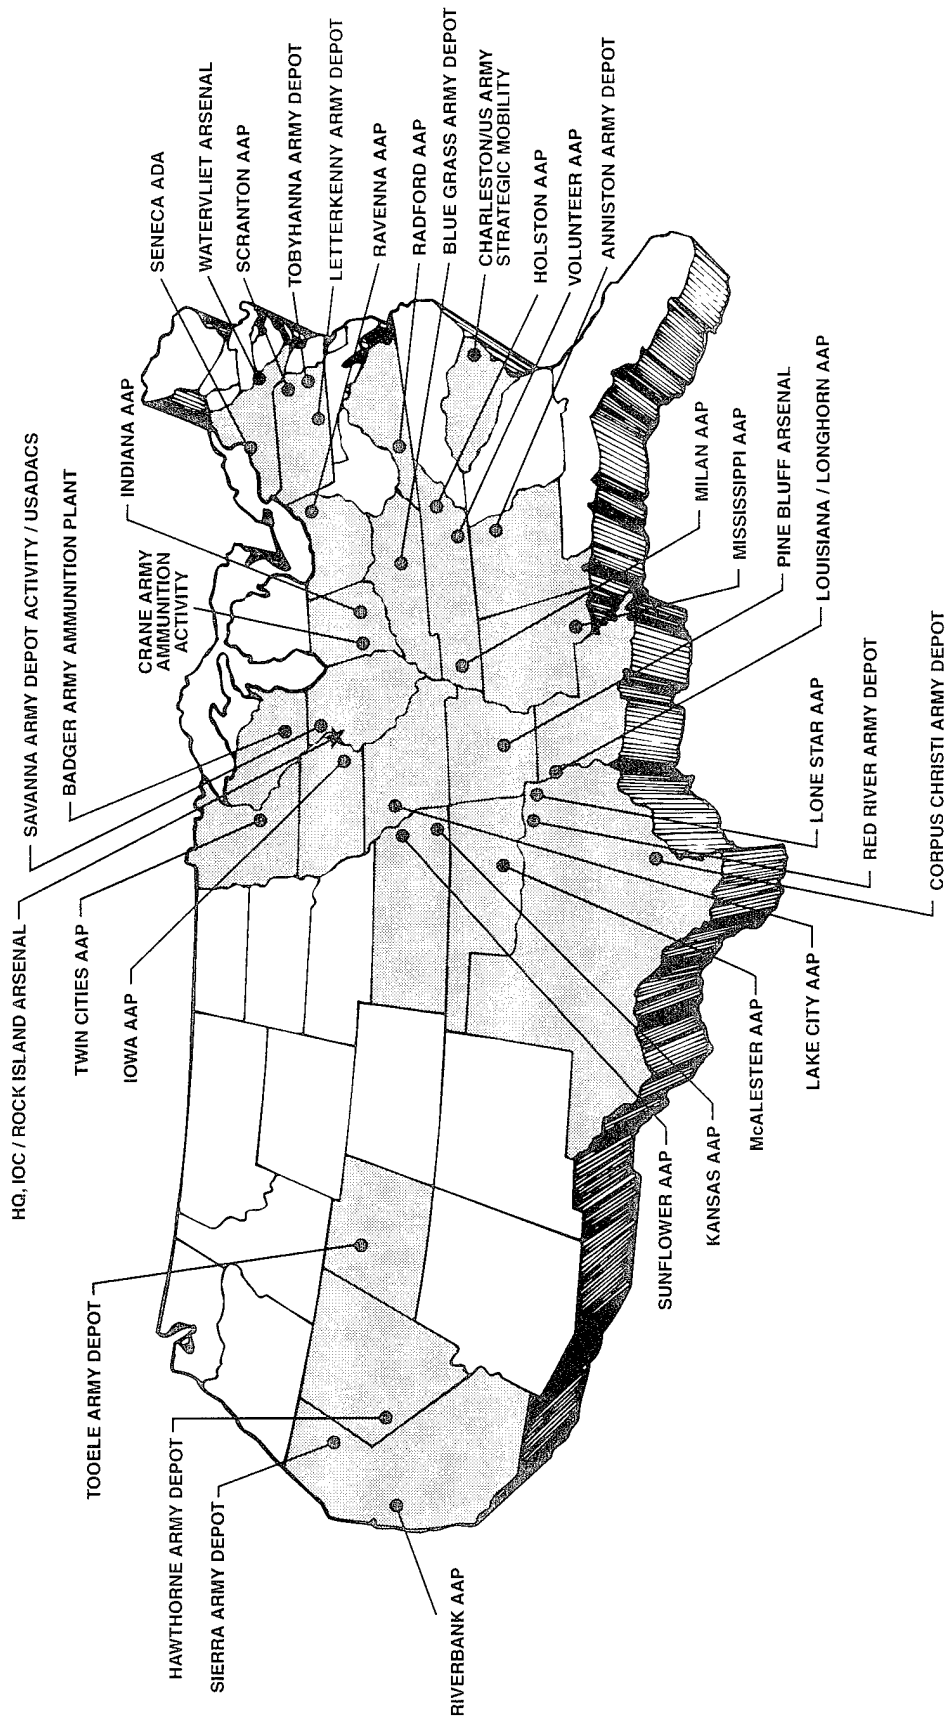 HQ, IOC / ROCK ISLAND ARSENAL
SAVANNA ARMY DEPOT ACTIVITY / USADACS
BADGER ARMY AMMUNITION PLANT
TWIN CITIES AAP
IOWA AAP
INDIANA AAP
CRANE ARMY
AMMUNITION
ACTIVITY
TOOELE ARMY DEPOT
HAWTHORNE ARMY DEPOT
SIERRA ARMY DEPOT
RIVERBANK AAP
SENECA ADA
WATERVLIET ARSENAL
SCRANTON AAP
TOBYHANNA ARMY DEPOT
LETTERKENNY ARMY DEPOT
RAVENNA AAP
RADFORD AAP
BLUE GRASS ARMY DEPOT
CHARLESTON/US ARMY
STRATEGIC MOBILITY
HOLSTON AAP
VOLUNTEER AAP
ANNISTON ARMY DEPOT
MILAN AAP
MISSISSIPPI AAP
PINE BLUFF ARSENAL
LOUISIANA / LONGHORN AAP
LONE STAR AAP
RED RIVER ARMY DEPOT
CORPUS CHRISTI ARMY DEPOT
LAKE CITY AAP
McALESTER AAP
KANSAS AAP
SUNFLOWER AAP